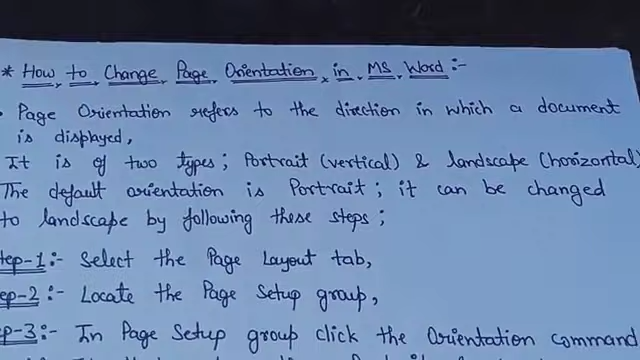 * How to Change Page Orientation in MS Word :-
• Page Orientation refers to the direction in which a document
is displayed,
It is of two types; Portrait (vertical) & landscape (horizontal)
The default orientation is Portrait; it can be changed
to landscape by following these steps;
tep-1:- Select the Page Layout tab,
ep-2:- Locate the Page Setup group,
p-3:- In Page Setup group click the Orientation command